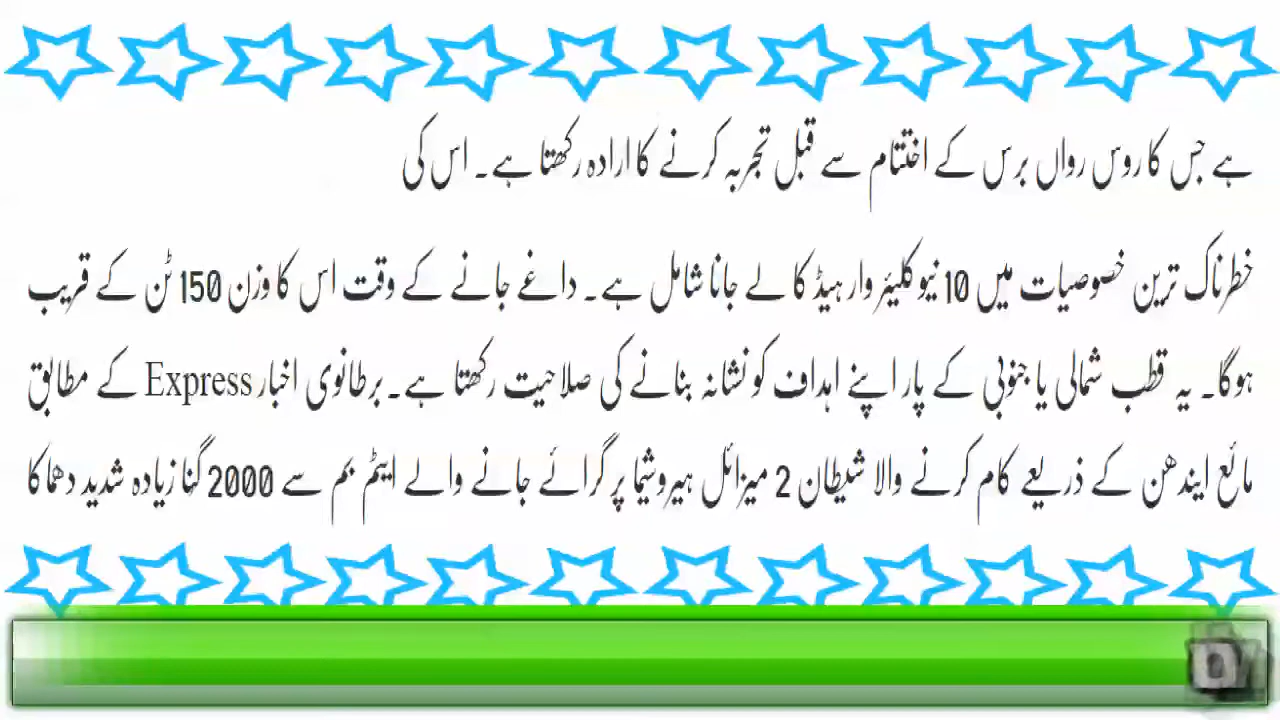 ہے جس کا روس رواں برس کے اختتام سے قبل تجربہ کرنے کا ارادہ رکھتا ہے۔ اس کی
خطرناک ترین خصوصیات میں 10 نیوکلیئر وار ہیڈ کا لے جانا شامل ہے۔ داغے جانے کے وقت اس کا وزن 150 ٹن کے قریب
ہوگا۔ یہ قطب شمالی یا جنوبی کے پار اپنے اہداف کو نشانہ بنانے کی صلاحیت رکھتا ہے۔ برطانوی اخبار Express کے مطابق
مائع ایندھن کے ذریعے کام کرنے والا شیطان 2 میزائل ہیروشیما پر گرائے جانے والے ایٹم بم سے 2000 گنا زیادہ شدید دھماکا